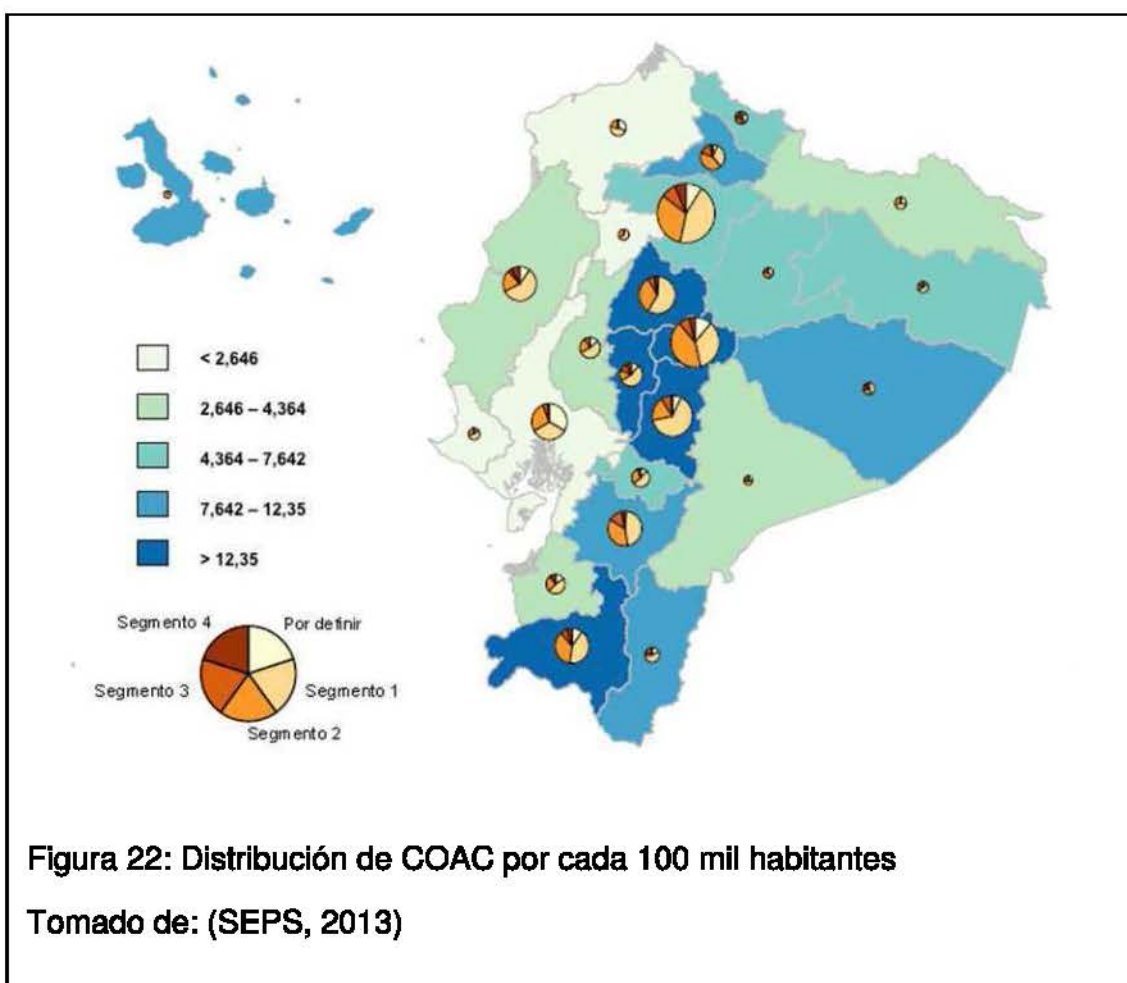 < 2,646
2,646 – 4,364
4,364 – 7,642
7,642 – 12,35
> 12,35
Segmento 4
Por definir
Segmento 3
Segmento 1
Segmento 2
Figura 22: Distribución de COAC por cada 100 mil habitantes
Tomado de: (SEPS, 2013)